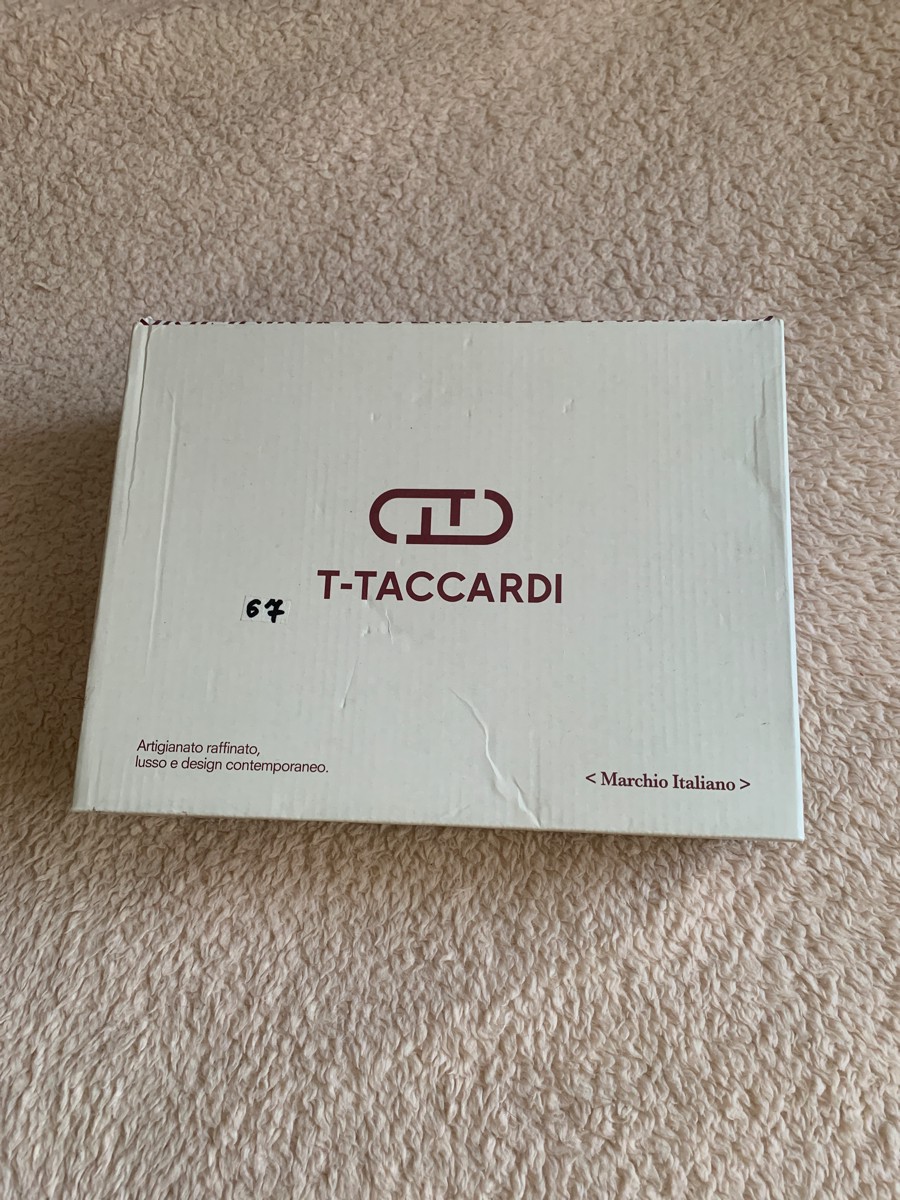 T-TACCARDI
67
Artigianato raffinato,
lusso e design contemporaneo.
< Marchio Italiano >